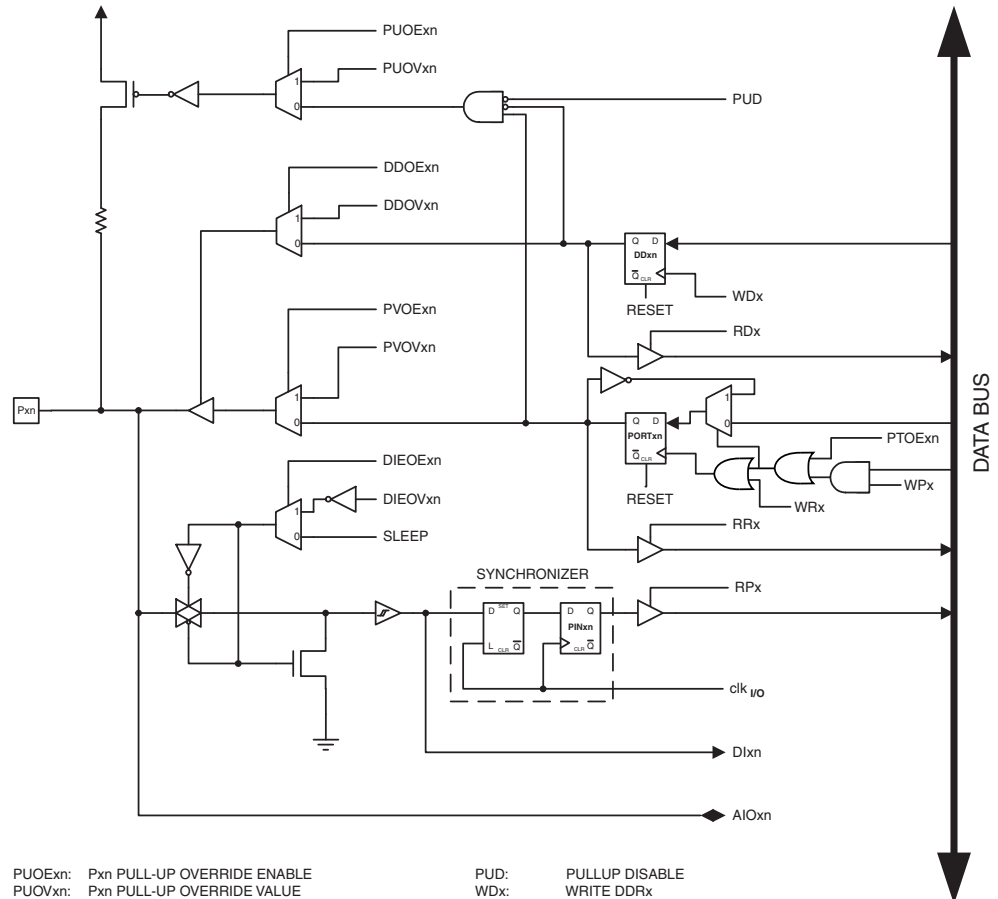 PUOExn
PUOVxn
1
0
PUD
DDOExn
DDOVxn
1
0
Q D
DDxn
Q CLR
WDx
RESET
RDx
PVOExn
PVOVxn
1
0
Pxn
1
0
Q D
PORTxn
Q CLR
PTOExn
WPx
RESET
WRx
RRx
DATA BUS
DIEOExn
DIEOVxn
1
0
SLEEP
SYNCHRONIZER
RPx
D SET Q
L CLR Q
D Q
PINxn
CLR Q
clk I/O
DIxn
AIOxn
PUOExn: Pxn PULL-UP OVERRIDE ENABLE
PUOVxn: Pxn PULL-UP OVERRIDE VALUE
PUD: PULLUP DISABLE
WDx: WRITE DDRx